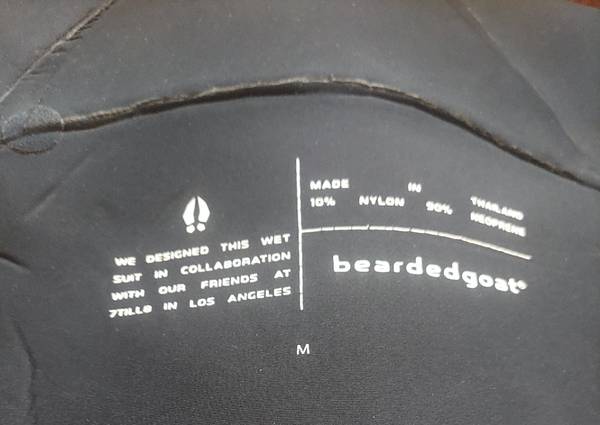 WE DESIGNED THIS WET
SUIT IN COLLABORATION
WITH OUR FRIENDS AT
7TILL8 IN LOS ANGELES
MADE IN THAILAND
10% NYLON 90% NEOPRENE
beardedgoat®
M